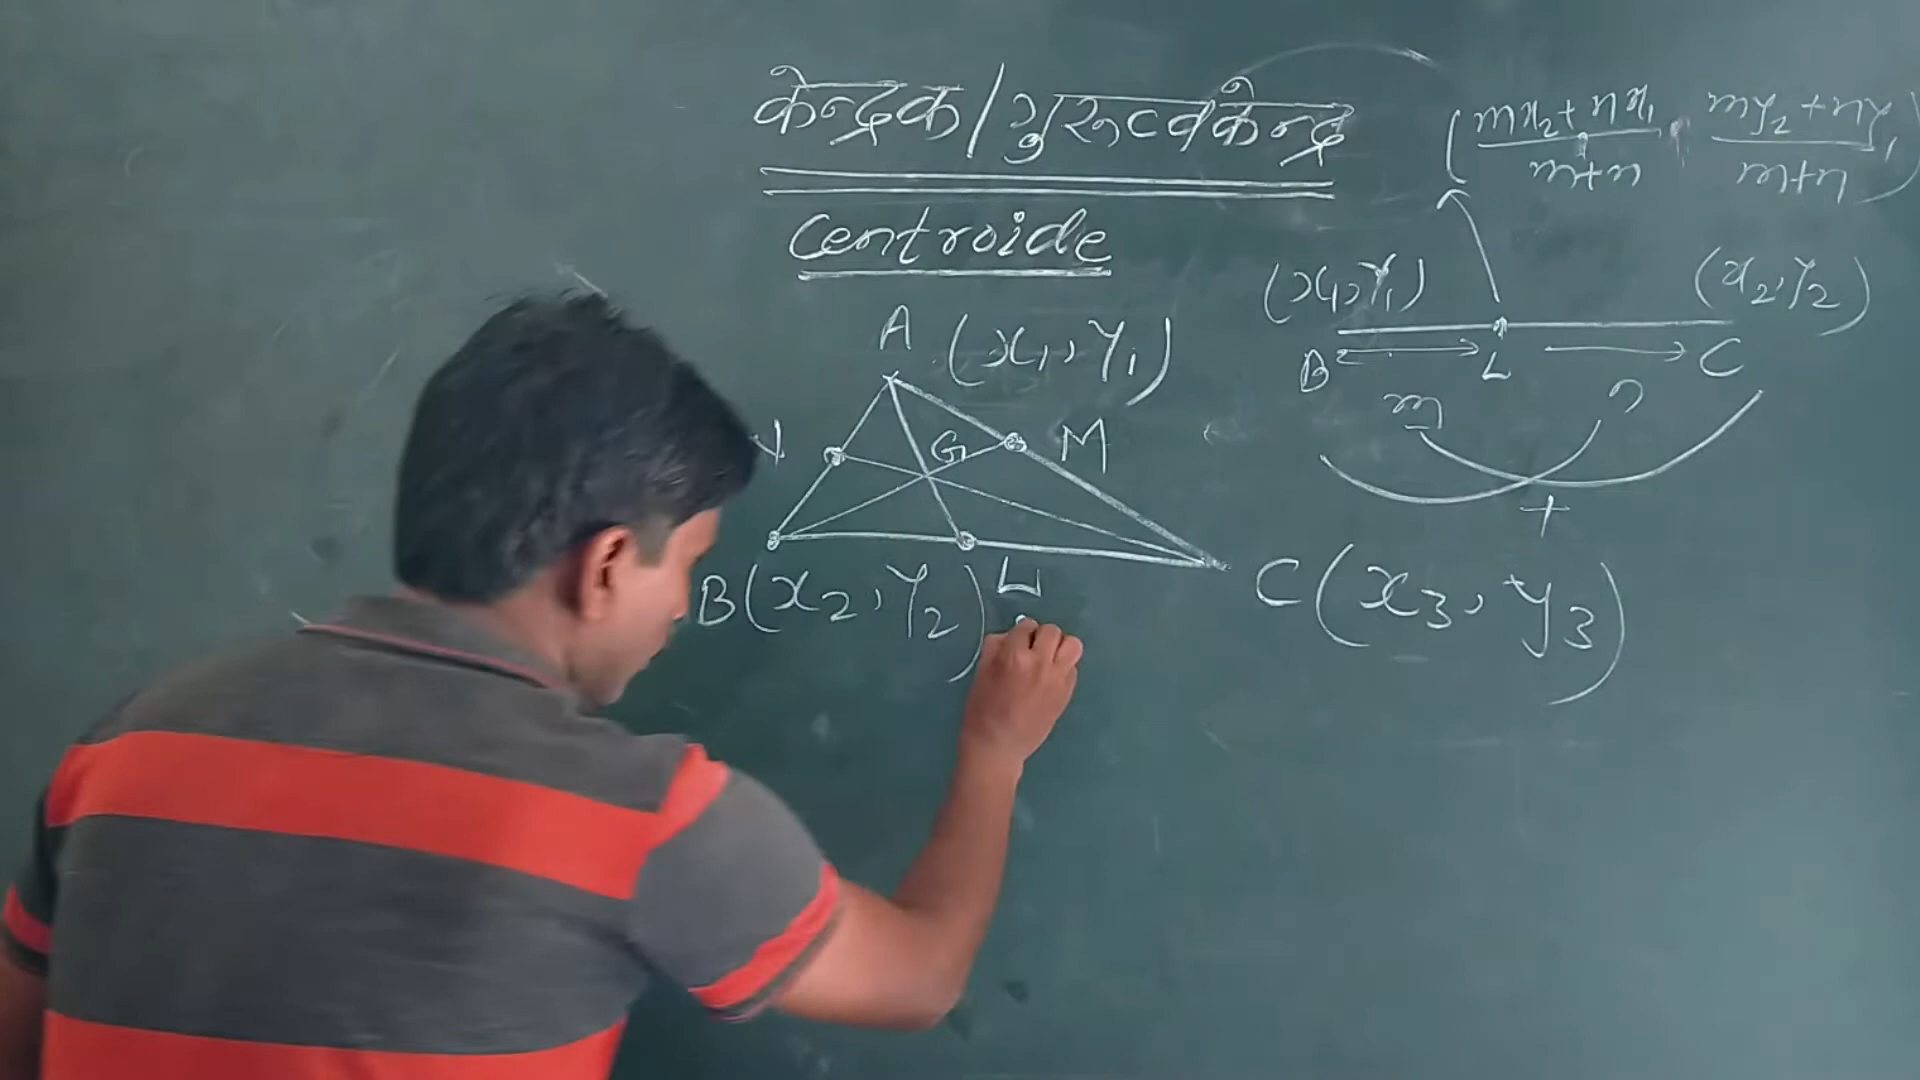 केन्द्रक/गुरूत्वकेन्द्र
Centroide
(mx₂+nx₁/m+n, my₂+ny₁/m+n)
(x₁,y₁) (x₂,y₂)
B L C
m n
+
A (x₁,y₁)
N G M
B(x₂,y₂) L C(x₃,y₃)